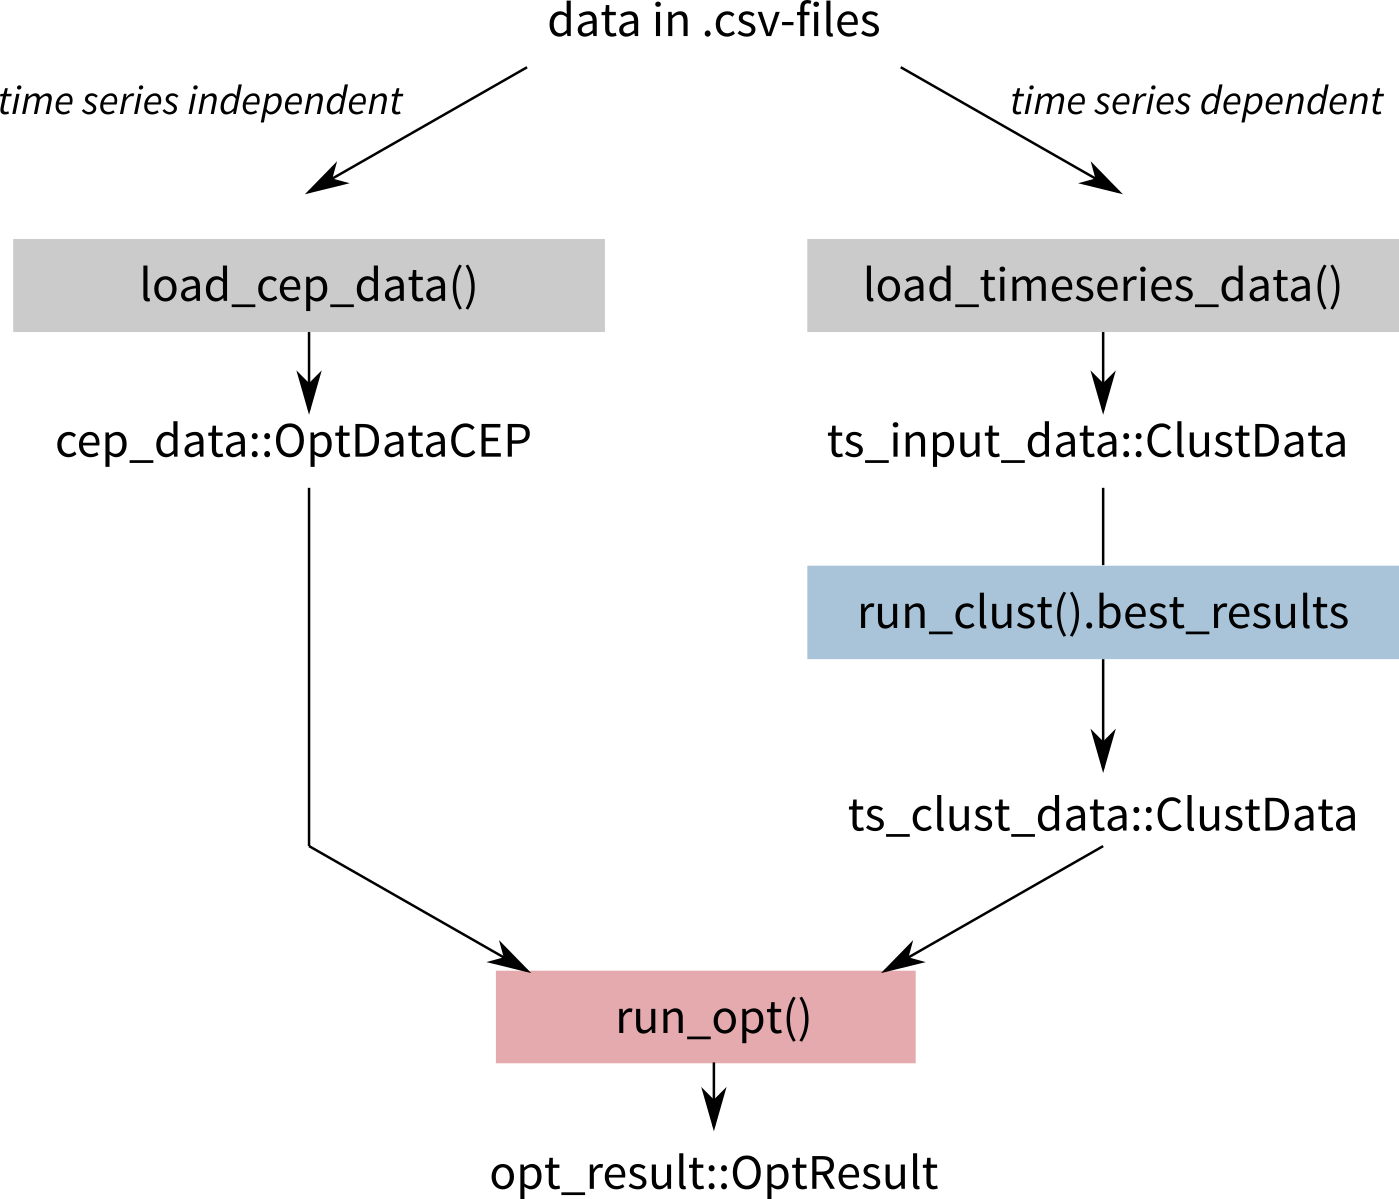 data in .csv-files
time series independent
time series dependent
load_cep_data()
load_timeseries_data()
cep_data::OptDataCEP
ts_input_data::ClustData
run_clust().best_results
ts_clust_data::ClustData
run_opt()
opt_result::OptResult